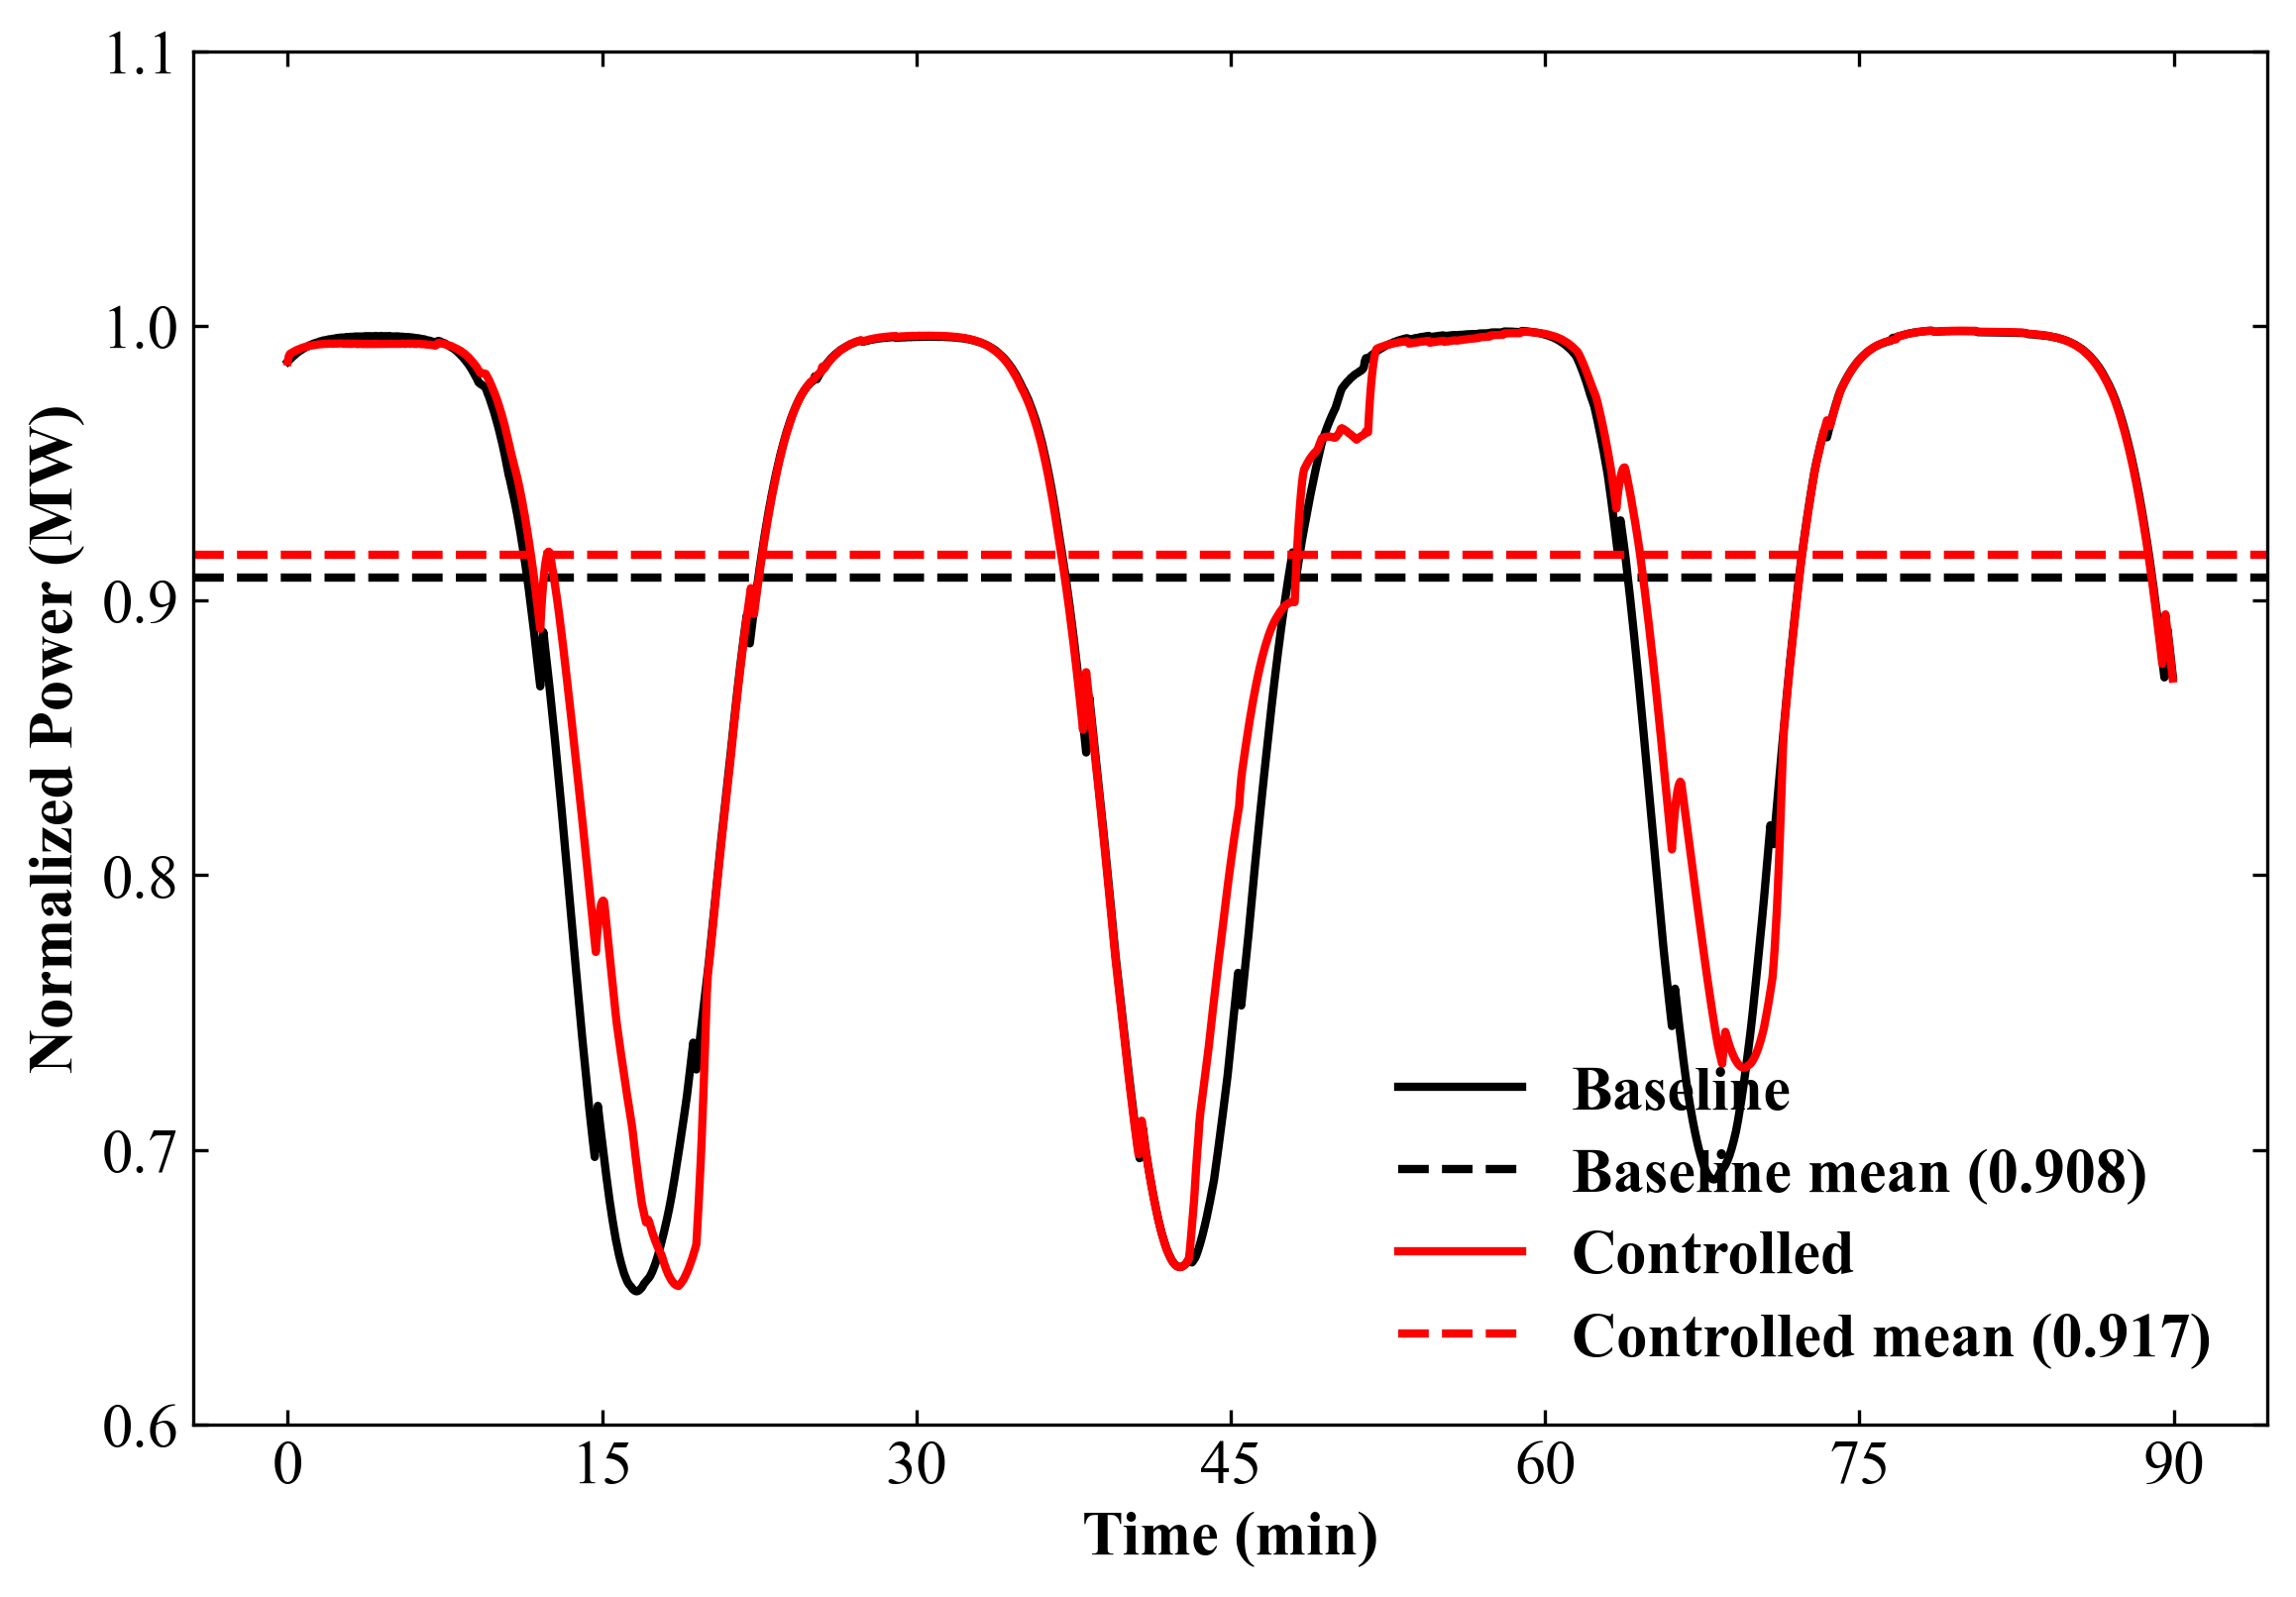 1.1
1.0
0.9
0.8
0.7
0.6
Normalized Power (MW)
0 15 30 45 60 75 90
Time (min)
Baseline
Baseline mean (0.908)
Controlled
Controlled mean (0.917)